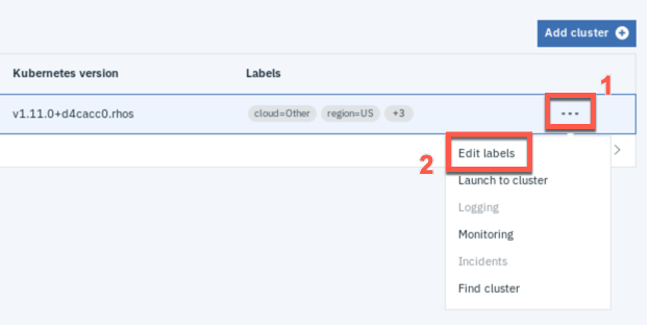 Add cluster
Kubernetes version Labels
1
v1.11.0+d4cacc0.rhos cloud=Other region=US +3
2 Edit labels
Launch to cluster
Logging
Monitoring
Incidents
Find cluster